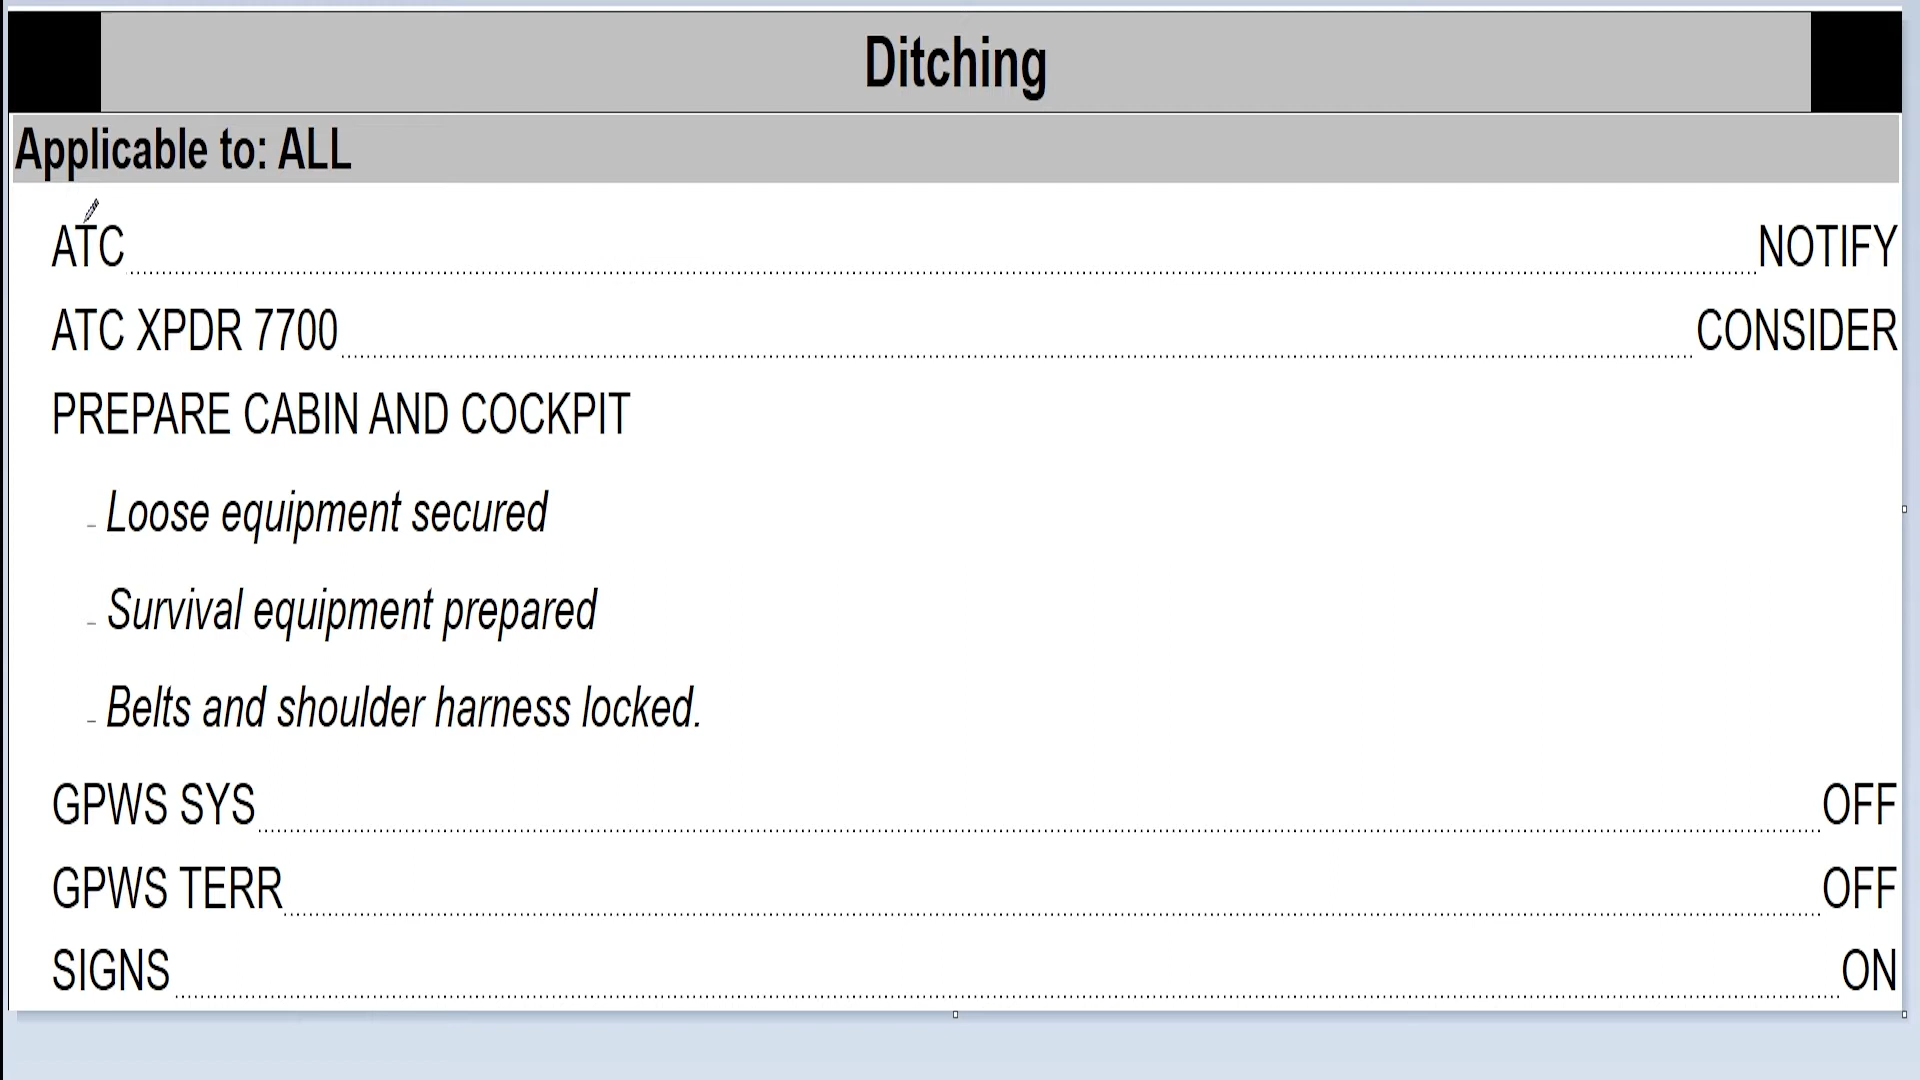 Ditching
Applicable to: ALL
ATC NOTIFY
ATC XPDR 7700 CONSIDER
PREPARE CABIN AND COCKPIT
- Loose equipment secured
- Survival equipment prepared
- Belts and shoulder harness locked.
GPWS SYS OFF
GPWS TERR OFF
SIGNS ON